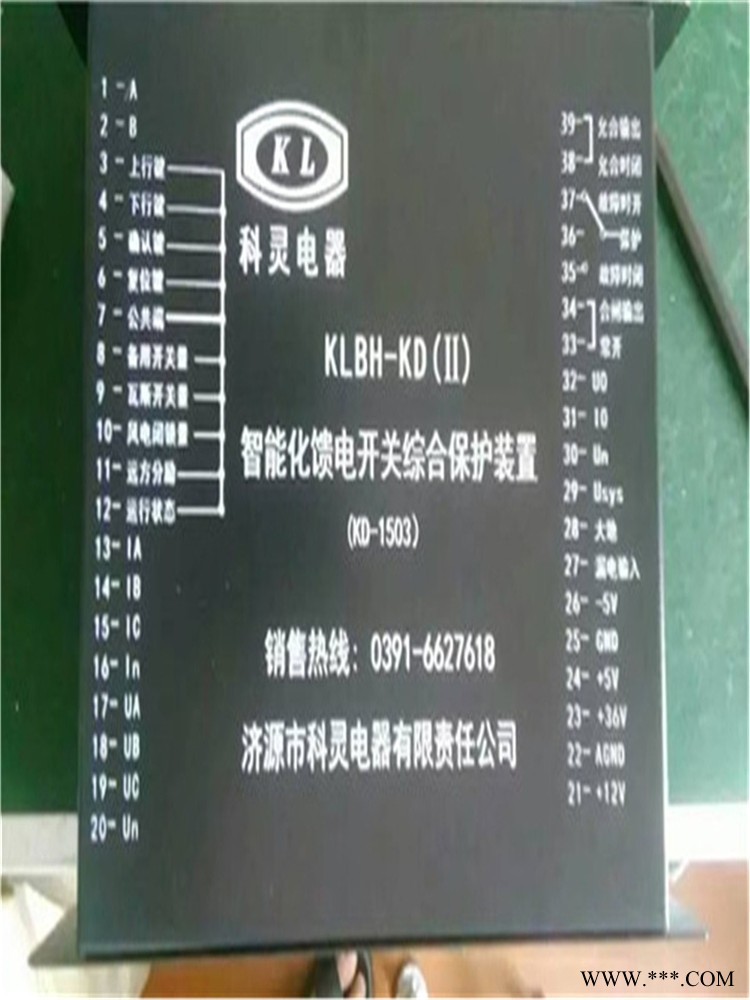 1-A
2-B
3-上行键
4-下行键
5-确认键
6-复位键
7-公共端
8-备用开关量
9-瓦斯开关量
10-风电闭锁量
11-远方分励
12-运行状态
13-IA
14-IB
15-IC
16-In
17-UA
18-UB
19-UC
20-Un
KL
科灵电器
KLBH-KD(II)
智能化馈电开关综合保护装置
(KD-1503)
销售热线: 0391-6627618
济源市科灵电器有限责任公司
39-允合输出
38-允合时闭
37-故障时开
36-保护
35-故障时闭
34-合闸输出
33-常开
32-U0
31-I0
30-Un
29-Usys
28-大地
27-漏电输入
26--5V
25-GND
24-+5V
23-+36V
22-AGND
21-+12V
WWW.***.COM